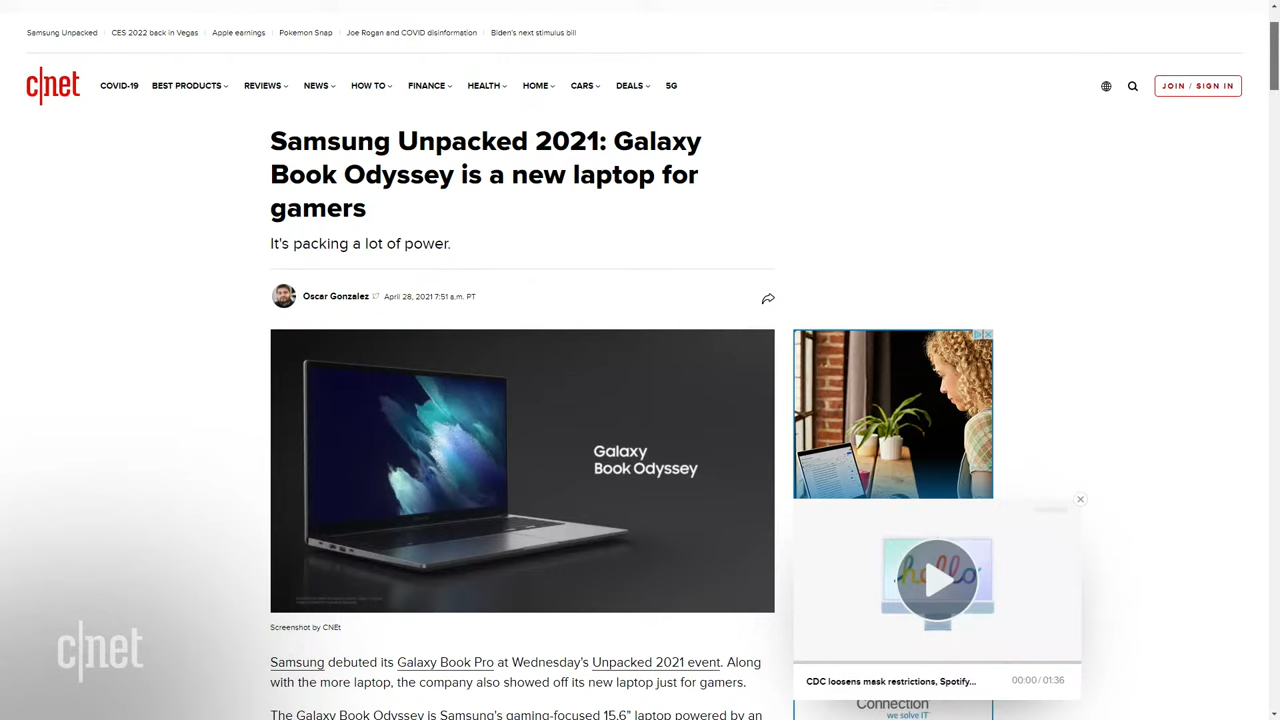 Samsung Unpacked CES 2022 back in Vegas Apple earnings Pokemon Snap Joe Rogan and COVID disinformation Biden's next stimulus bill
c|net COVID-19 BEST PRODUCTS REVIEWS NEWS HOW TO FINANCE HEALTH HOME CARS DEALS 5G JOIN / SIGN IN
Samsung Unpacked 2021: Galaxy
Book Odyssey is a new laptop for
gamers
It's packing a lot of power.
Oscar Gonzalez April 28, 2021 7:51 a.m. PT
Galaxy
Book Odyssey
hello
Screenshot by CNEt
c|net
Samsung debuted its Galaxy Book Pro at Wednesday's Unpacked 2021 event. Along
with the more laptop, the company also showed off its new laptop just for gamers.
CDC loosens mask restrictions, Spotify... 00:00 / 01:36
The Galaxy Book Odyssey is Samsung's gaming-focused 15.6" laptop powered by an
Connection
we solve IT